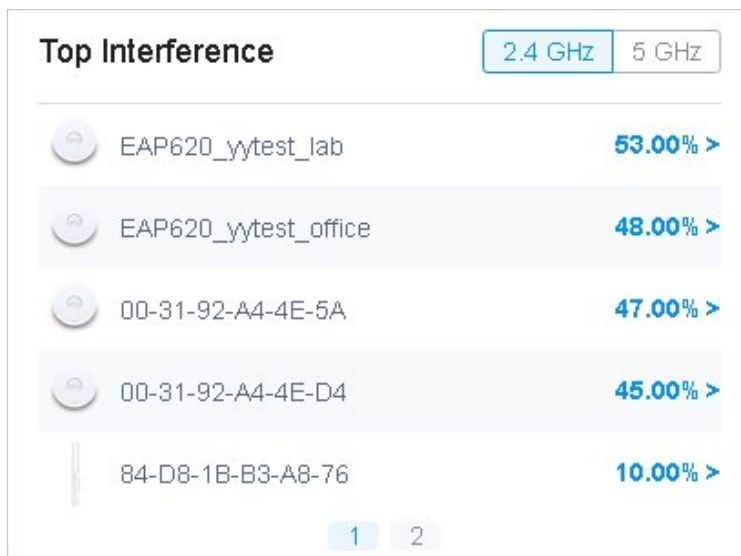 Top Interference 2.4 GHz 5 GHz
EAP620_yytest_lab 53.00% >
EAP620_yytest_office 48.00% >
00-31-92-A4-4E-5A 47.00% >
00-31-92-A4-4E-D4 45.00% >
84-D8-1B-B3-A8-76 10.00% >
1 2